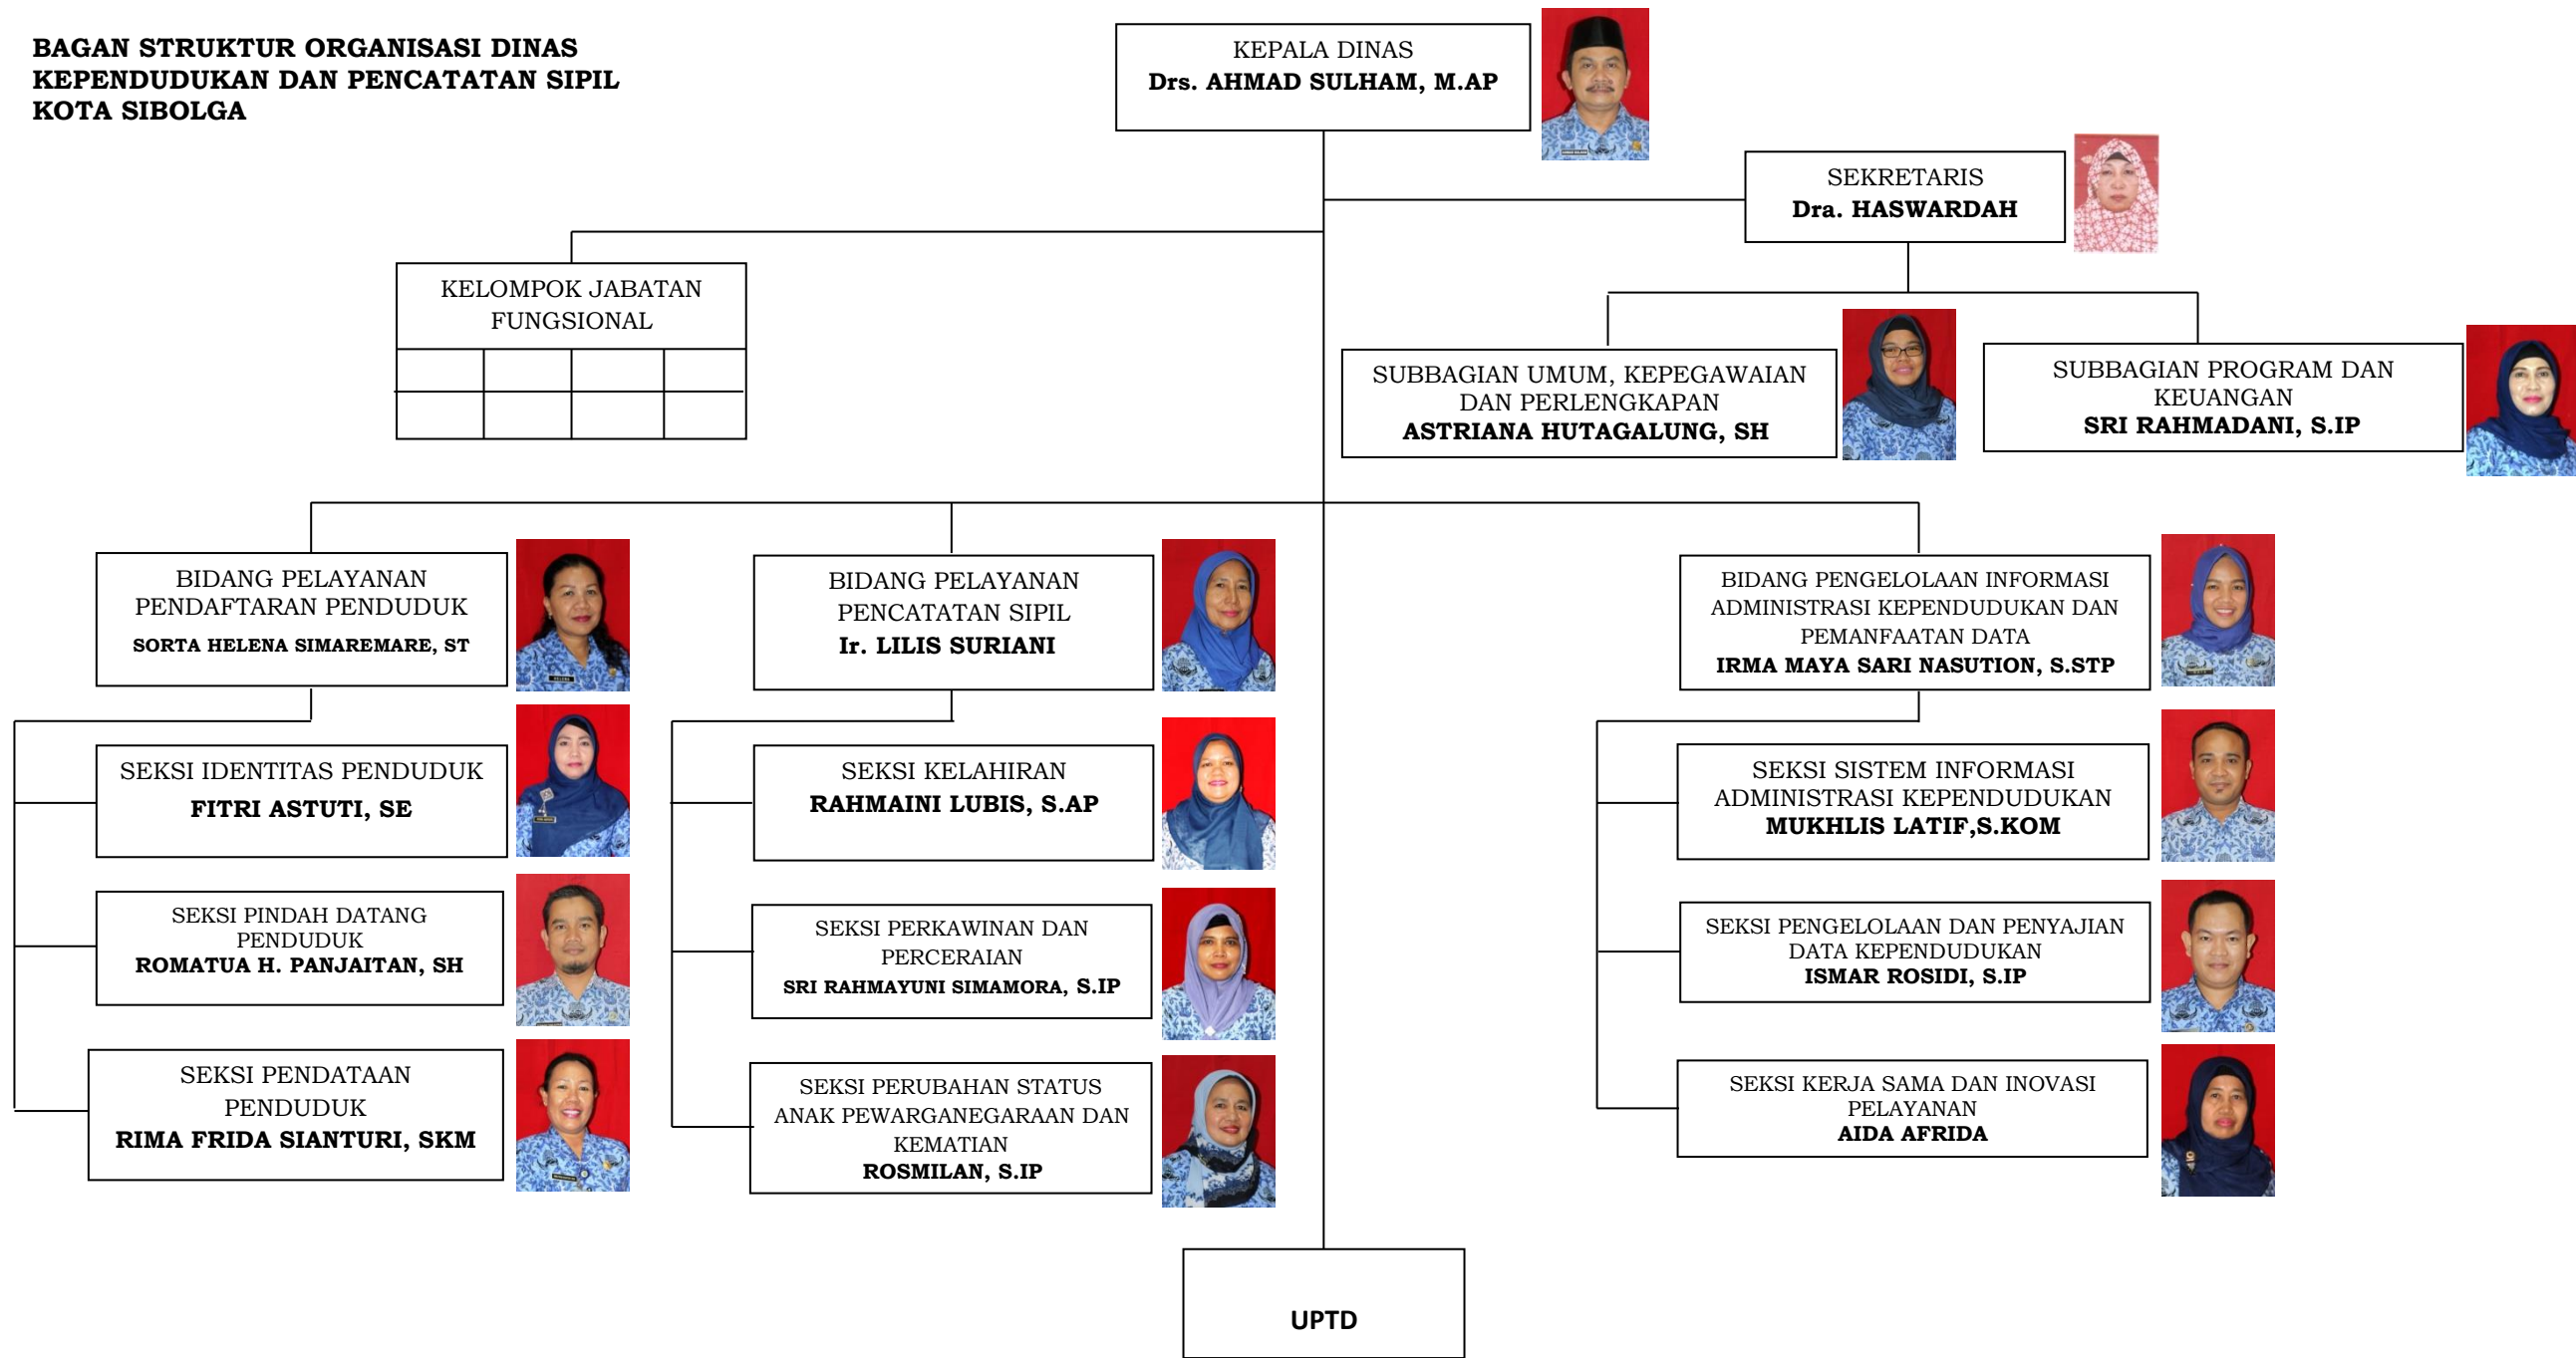 BAGAN STRUKTUR ORGANISASI DINAS
KEPENDUDUKAN DAN PENCATATAN SIPIL
KOTA SIBOLGA
KEPALA DINAS
Drs. AHMAD SULHAM, M.AP
SEKRETARIS
Dra. HASWARDAH
KELOMPOK JABATAN
FUNGSIONAL
SUBBAGIAN UMUM, KEPEGAWAIAN
DAN PERLENGKAPAN
ASTRIANA HUTAGALUNG, SH
SUBBAGIAN PROGRAM DAN
KEUANGAN
SRI RAHMADANI, S.IP
BIDANG PELAYANAN
PENDAFTARAN PENDUDUK
SORTA HELENA SIMAREMARE, ST
SEKSI IDENTITAS PENDUDUK
FITRI ASTUTI, SE
SEKSI PINDAH DATANG
PENDUDUK
ROMATUA H. PANJAITAN, SH
SEKSI PENDATAAN
PENDUDUK
RIMA FRIDA SIANTURI, SKM
BIDANG PELAYANAN
PENCATATAN SIPIL
Ir. LILIS SURIANI
SEKSI KELAHIRAN
RAHMAINI LUBIS, S.AP
SEKSI PERKAWINAN DAN
PERCERAIAN
SRI RAHMAYUNI SIMAMORA, S.IP
SEKSI PERUBAHAN STATUS
ANAK PEWARGANEGARAAN DAN
KEMATIAN
ROSMILAN, S.IP
BIDANG PENGELOLAAN INFORMASI
ADMINISTRASI KEPENDUDUKAN DAN
PEMANFAATAN DATA
IRMA MAYA SARI NASUTION, S.STP
SEKSI SISTEM INFORMASI
ADMINISTRASI KEPENDUDUKAN
MUKHLIS LATIF,S.KOM
SEKSI PENGELOLAAN DAN PENYAJIAN
DATA KEPENDUDUKAN
ISMAR ROSIDI, S.IP
SEKSI KERJA SAMA DAN INOVASI
PELAYANAN
AIDA AFRIDA
UPTD